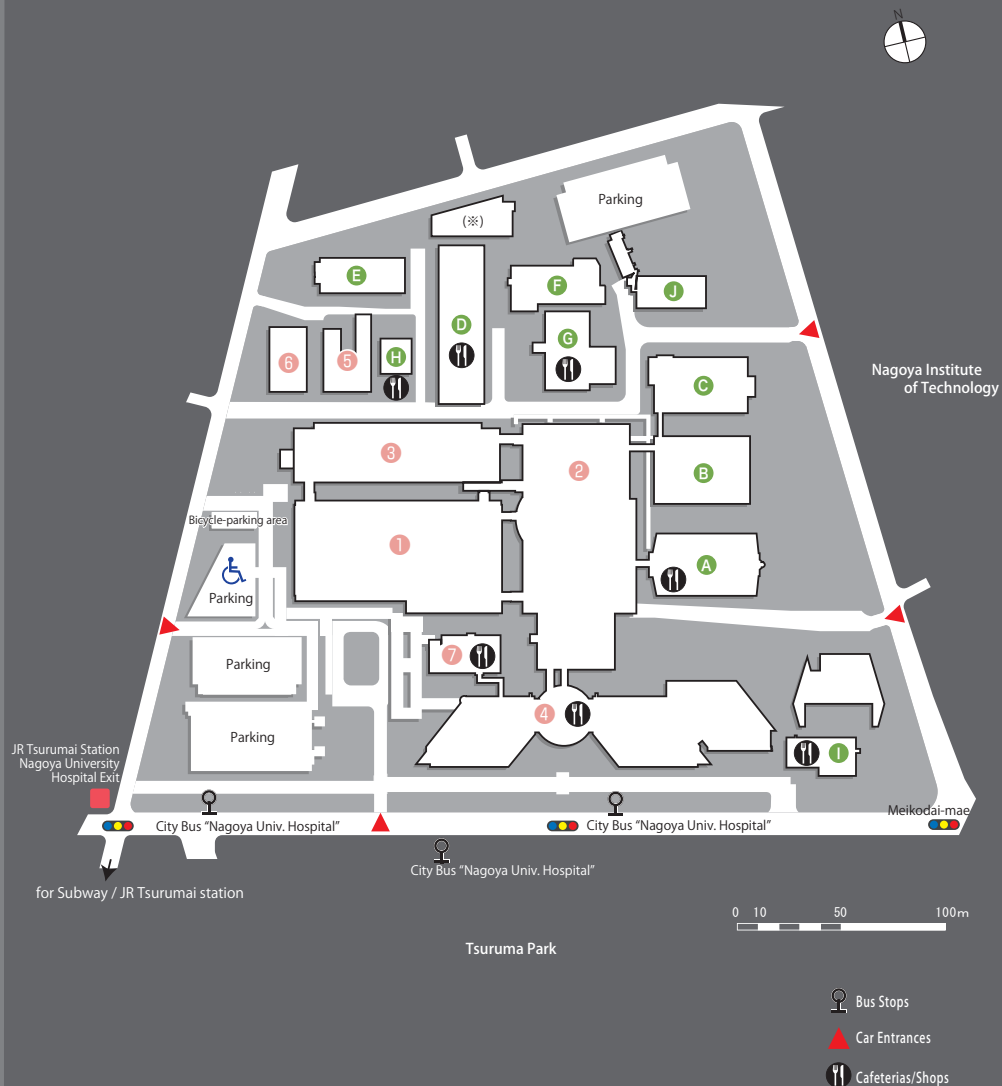 N
Parking
(※)
E
F
J
D
G
6
5
H
C
Nagoya Institute
of Technology
3
2
B
Bicycle-parking area
1
A
Parking
7
Parking
4
Parking
I
JR Tsurumai Station
Nagoya University
Hospital Exit
City Bus “Nagoya Univ. Hospital”
City Bus “Nagoya Univ. Hospital”
Meikodai-mae
City Bus “Nagoya Univ. Hospital”
for Subway / JR Tsurumai station
0 10 50 100m
Tsuruma Park
Bus Stops
Car Entrances
Cafeterias/Shops